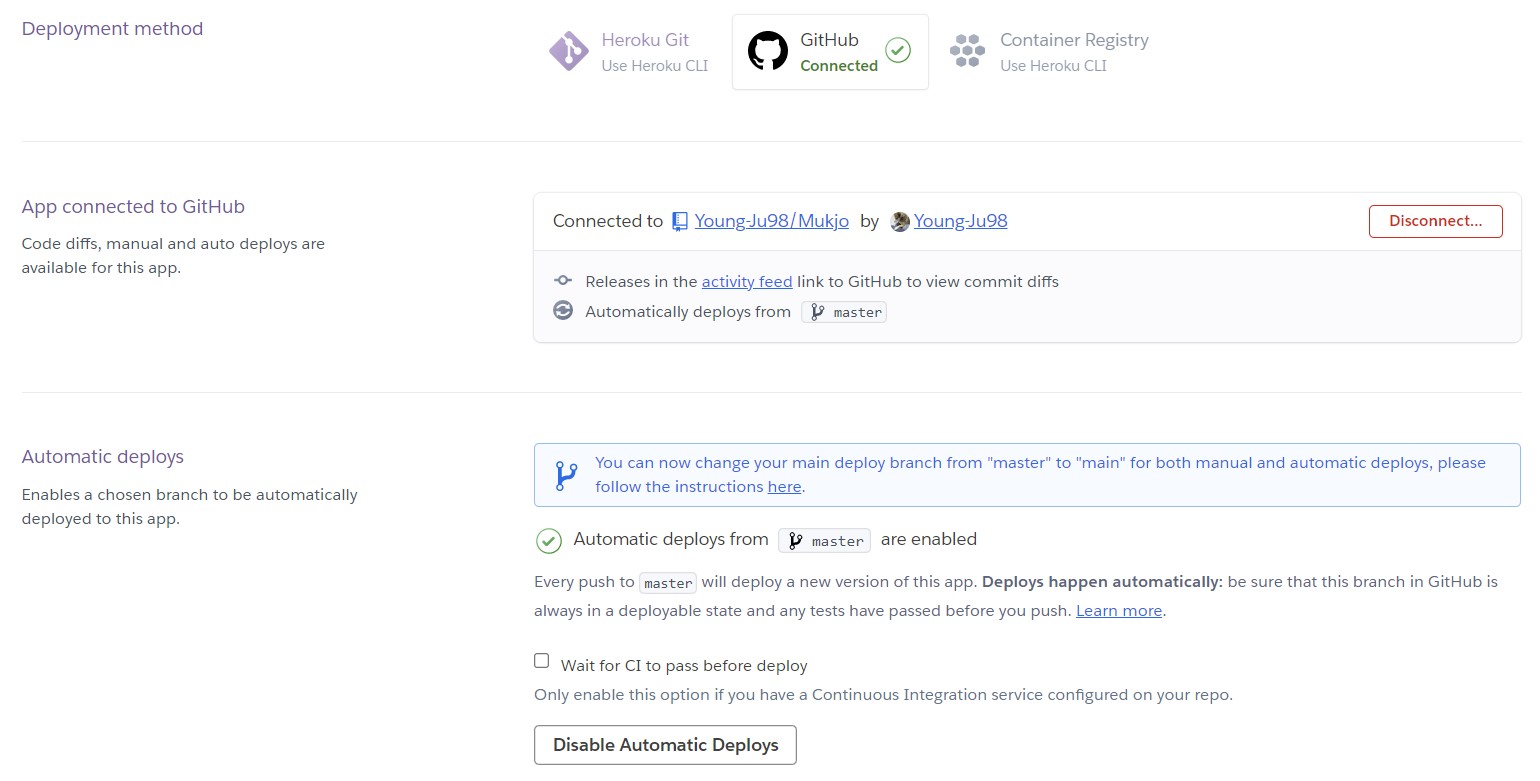 Deployment method
Heroku Git
Use Heroku CLI
GitHub
Connected
Container Registry
Use Heroku CLI
App connected to GitHub
Code diffs, manual and auto deploys are
available for this app.
Connected to Young-Ju98/Mukjo by Young-Ju98
Disconnect...
Releases in the activity feed link to GitHub to view commit diffs
Automatically deploys from master
Automatic deploys
Enables a chosen branch to be automatically
deployed to this app.
You can now change your main deploy branch from "master" to "main" for both manual and automatic deploys, please
follow the instructions here.
Automatic deploys from master are enabled
Every push to master will deploy a new version of this app. Deploys happen automatically: be sure that this branch in GitHub is
always in a deployable state and any tests have passed before you push. Learn more.
Wait for CI to pass before deploy
Only enable this option if you have a Continuous Integration service configured on your repo.
Disable Automatic Deploys